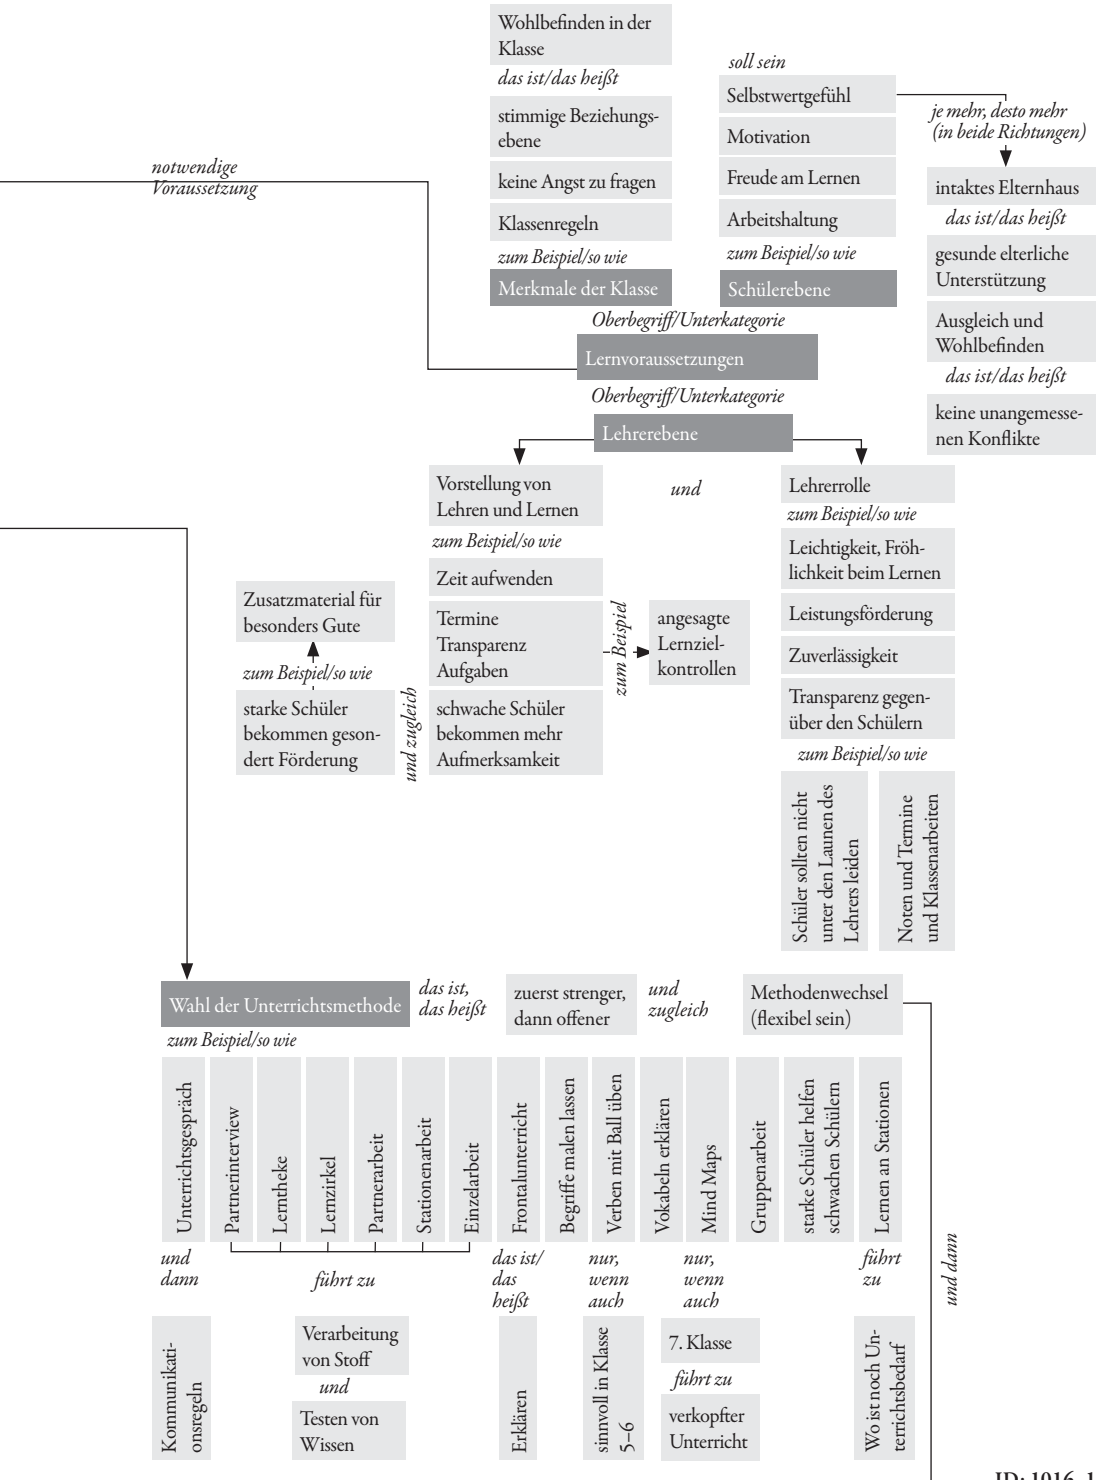 Wohlbefinden in der
Klasse
das ist/das heißt
stimmige Beziehungs-
ebene
keine Angst zu fragen
Klassenregeln
zum Beispiel/so wie
Merkmale der Klasse
soll sein
Selbstwertgefühl
Motivation
Freude am Lernen
Arbeitshaltung
zum Beispiel/so wie
Schülerebene
je mehr, desto mehr
(in beide Richtungen)
intaktes Elternhaus
das ist/das heißt
gesunde elterliche
Unterstützung
Ausgleich und
Wohlbefinden
das ist/das heißt
keine unangemesse-
nen Konflikte
notwendige
Voraussetzung
Oberbegriff/Unterkategorie
Lernvoraussetzungen
Oberbegriff/Unterkategorie
Lehrerebene
Vorstellung von
Lehren und Lernen
zum Beispiel/so wie
Zeit aufwenden
Termine
Transparenz
Aufgaben
schwache Schüler
bekommen mehr
Aufmerksamkeit
und
Lehrerrolle
zum Beispiel/so wie
Leichtigkeit, Fröh-
lichkeit beim Lernen
Leistungsförderung
Zuverlässigkeit
Transparenz gegen-
über den Schülern
zum Beispiel/so wie
Schüler sollten nicht
unter den Launen des
Lehrers leiden
Noten und Termine
und Klassenarbeiten
zum Beispiel
angesagte
Lernziel-
kontrollen
Zusatzmaterial für
besonders Gute
zum Beispiel/so wie
starke Schüler
bekommen geson-
dert Förderung
und zugleich
Wahl der Unterrichtsmethode
das ist,
das heißt
zuerst strenger,
dann offener
und
zugleich
Methodenwechsel
(flexibel sein)
zum Beispiel/so wie
Unterrichtsgespräch
Partnerinterview
Lerntheke
Lernzirkel
Partnerarbeit
Stationenarbeit
Einzelarbeit
Frontalunterricht
Begriffe malen lassen
Verben mit Ball üben
Vokabeln erklären
Mind Maps
Gruppenarbeit
starke Schüler helfen
schwachen Schülern
Lernen an Stationen
und
dann
führt zu
das ist/
das
heißt
nur,
wenn
auch
nur,
wenn
auch
führt
zu
und dann
Kommunikati-
onsregeln
Verarbeitung
von Stoff
und
Testen von
Wissen
Erklären
sinnvoll in Klasse
5–6
7. Klasse
führt zu
verkopfter
Unterricht
Wo ist noch Un-
terrichtsbedarf